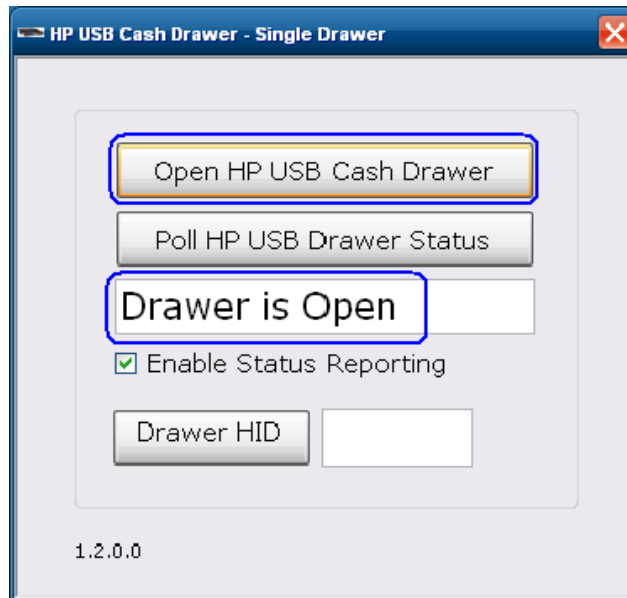 HP USB Cash Drawer - Single Drawer
Open HP USB Cash Drawer
Poll HP USB Drawer Status
Drawer is Open
Enable Status Reporting
Drawer HID
1.2.0.0